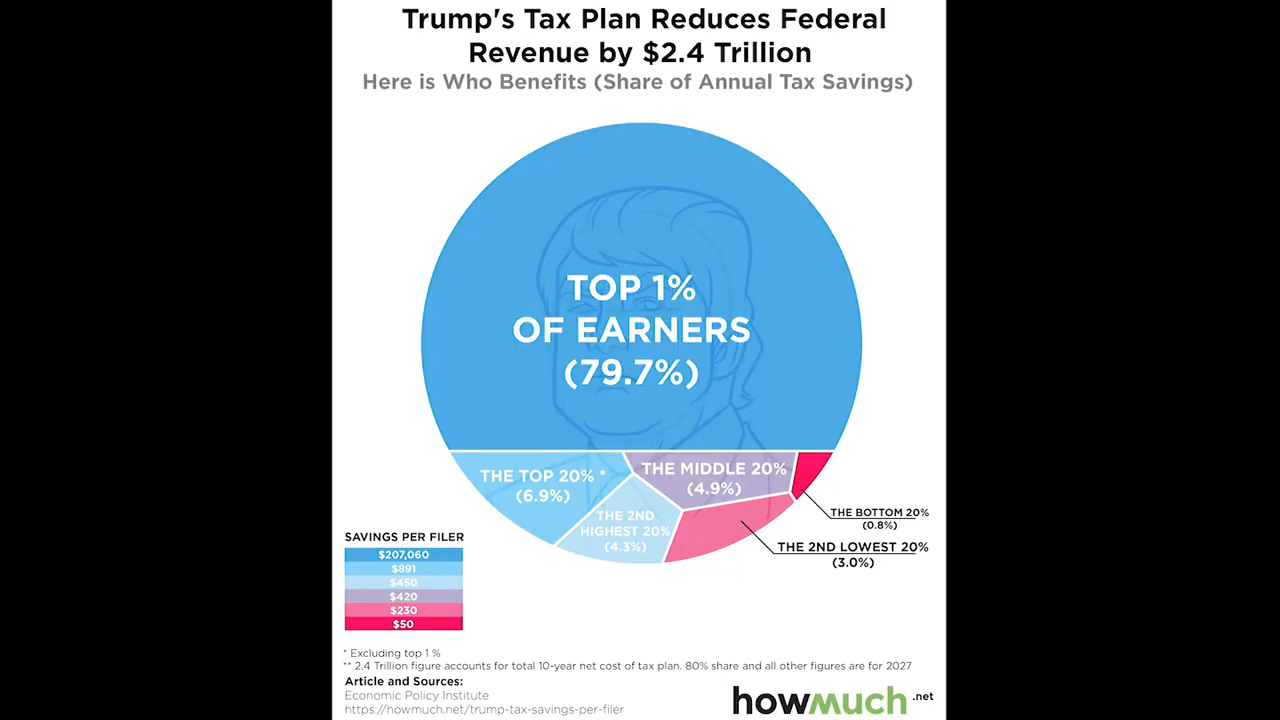 Trump's Tax Plan Reduces Federal
Revenue by $2.4 Trillion
Here is Who Benefits (Share of Annual Tax Savings)
TOP 1%
OF EARNERS
(79.7%)
THE TOP 20% *
(6.9%)
THE MIDDLE 20%
(4.9%)
THE 2ND
HIGHEST 20%
(4.3%)
THE BOTTOM 20%
(0.8%)
THE 2ND LOWEST 20%
(3.0%)
SAVINGS PER FILER
$207,060
$891
$450
$420
$230
$50
* Excluding top 1 %
** 2.4 Trillion figure accounts for total 10-year net cost of tax plan. 80% share and all other figures are for 2027
Article and Sources:
Economic Policy Institute
https://howmuch.net/trump-tax-savings-per-filer
howmuch.net